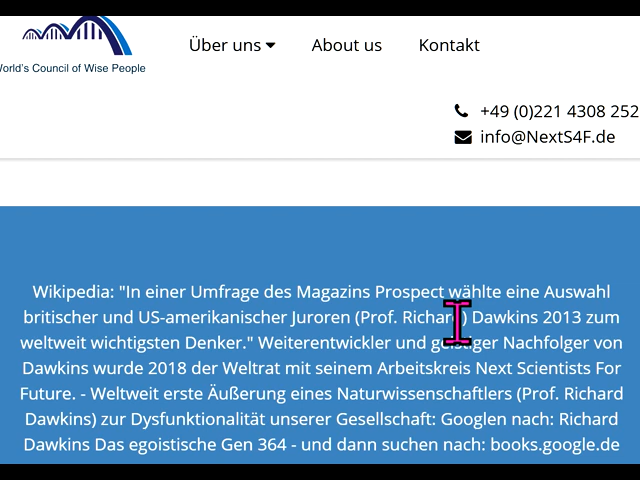 Über uns About us Kontakt
World's Council of Wise People
+49 (0)221 4308 252
info@NextS4F.de
Wikipedia: "In einer Umfrage des Magazins Prospect wählte eine Auswahl
britischer und US-amerikanischer Juroren (Prof. Richard) Dawkins 2013 zum
weltweit wichtigsten Denker." Weiterentwickler und geistiger Nachfolger von
Dawkins wurde 2018 der Weltrat mit seinem Arbeitskreis Next Scientists For
Future. - Weltweit erste Äußerung eines Naturwissenschaftlers (Prof. Richard
Dawkins) zur Dysfunktionalität unserer Gesellschaft: Googlen nach: Richard
Dawkins Das egoistische Gen 364 - und dann suchen nach: books.google.de